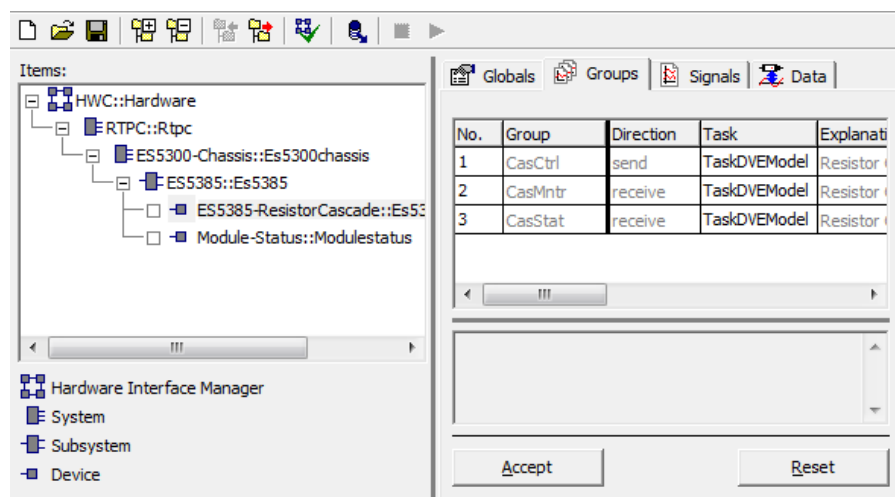 Items:
HWC::Hardware
RTPC::Rtpc
ES5300-Chassis::Es5300chassis
ES5385::Es5385
ES5385-ResistorCascade::Es53
Module-Status::Modulestatus
Hardware Interface Manager
System
Subsystem
Device
Globals Groups Signals Data
No. Group Direction Task Explanati
1 CasCtrl send TaskDVEModel Resistor
2 CasMntr receive TaskDVEModel Resistor
3 CasStat receive TaskDVEModel Resistor
Accept Reset